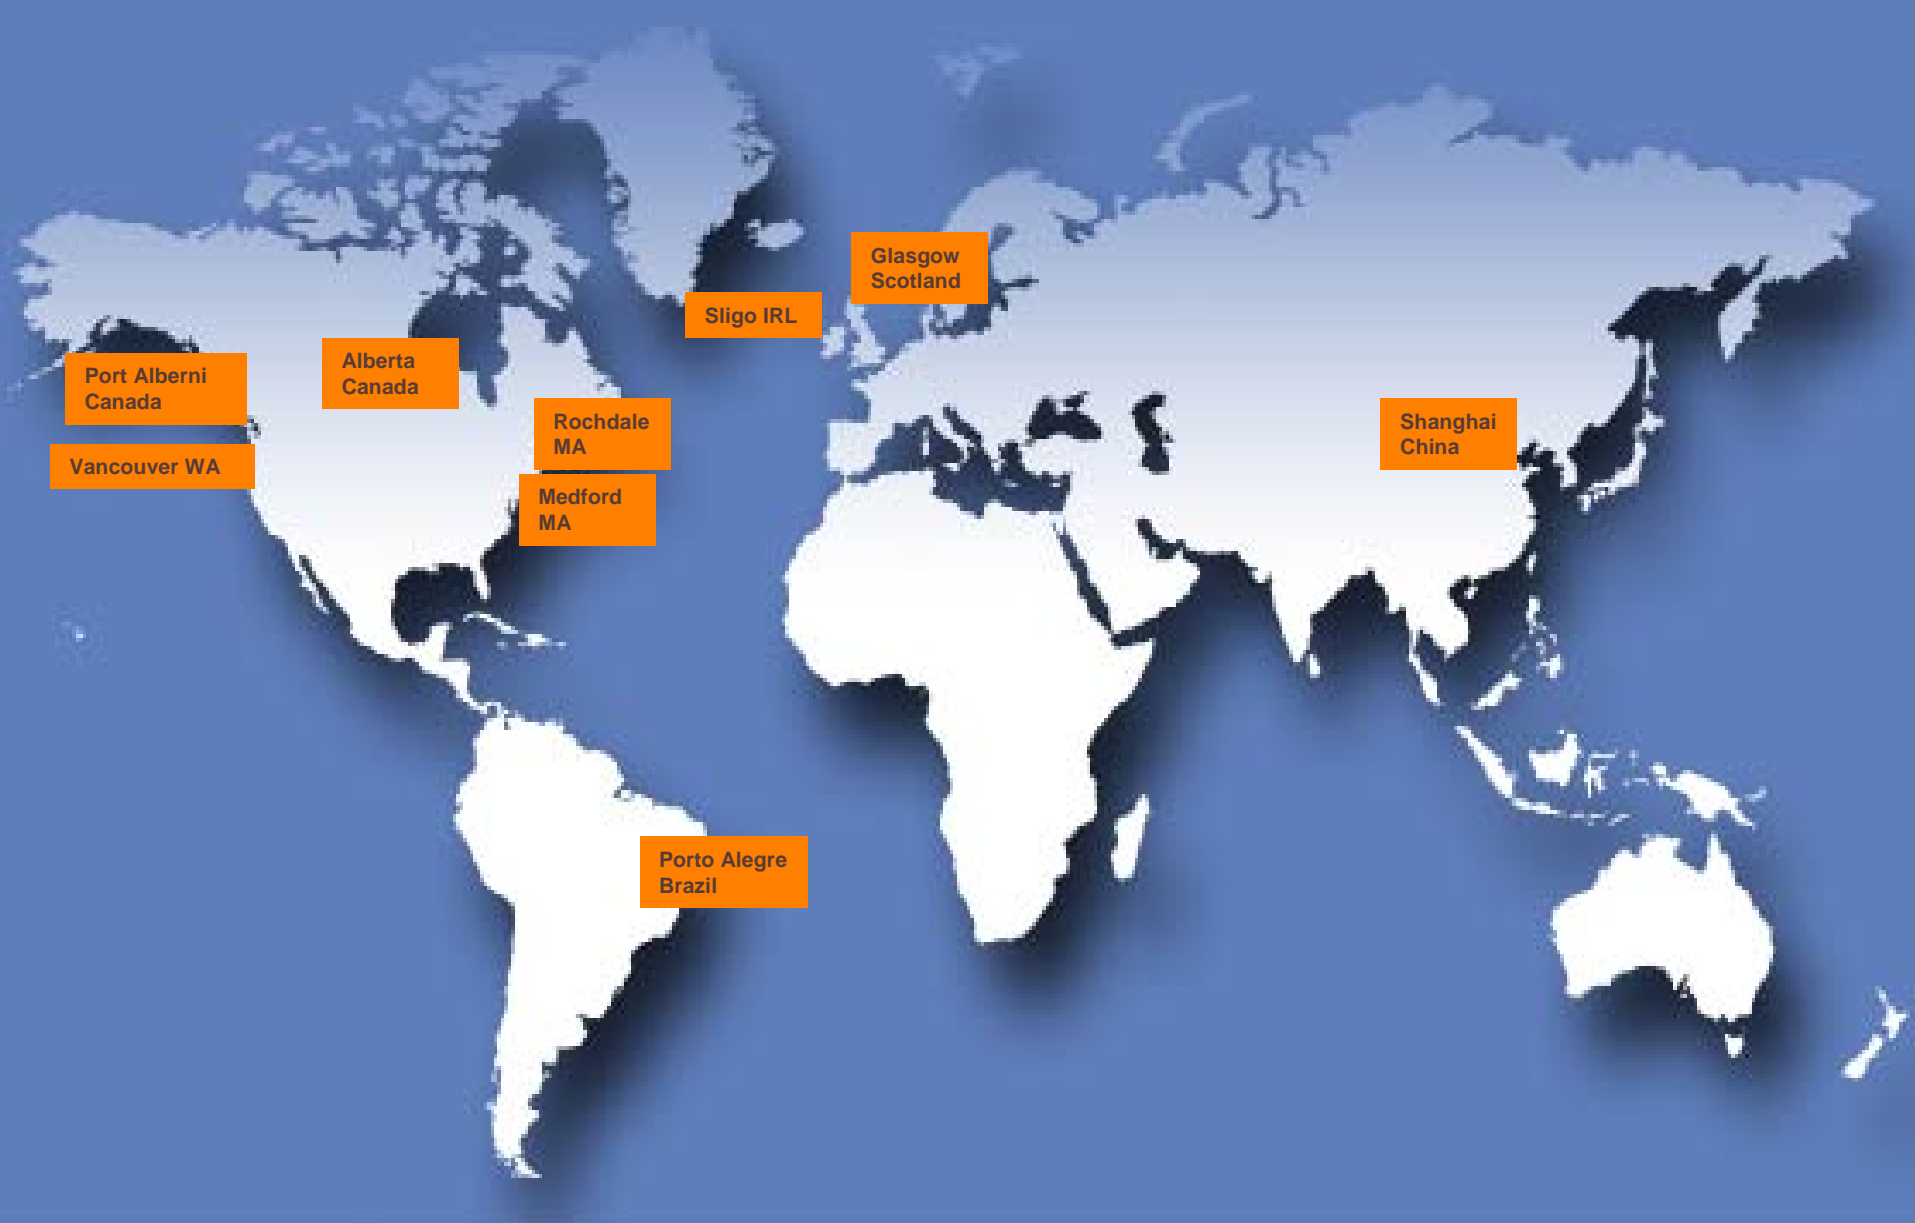 Glasgow
Scotland
Sligo IRL
Alberta
Canada
Port Alberni
Canada
Rochdale
MA
Shanghai
China
Vancouver WA
Medford
MA
Porto Alegre
Brazil